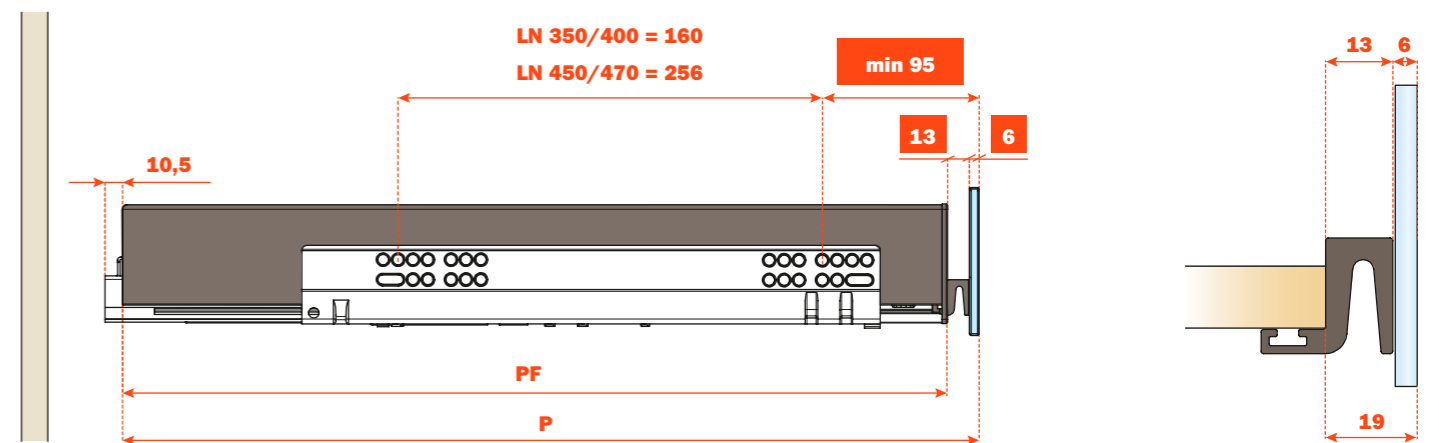 LN 350/400 = 160
LN 450/470 = 256
min 95
13
6
10,5
PF
P
13
6
19